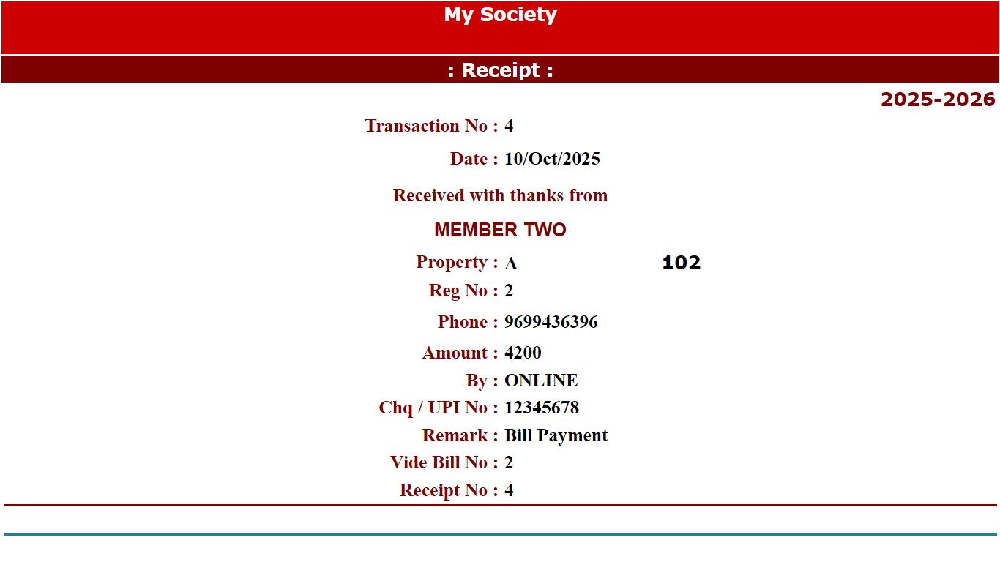 My Society
: Receipt :
2025-2026
Transaction No : 4
Date : 10/Oct/2025
Received with thanks from
MEMBER TWO
Property : A 102
Reg No : 2
Phone : 9699436396
Amount : 4200
By : ONLINE
Chq / UPI No : 12345678
Remark : Bill Payment
Vide Bill No : 2
Receipt No : 4